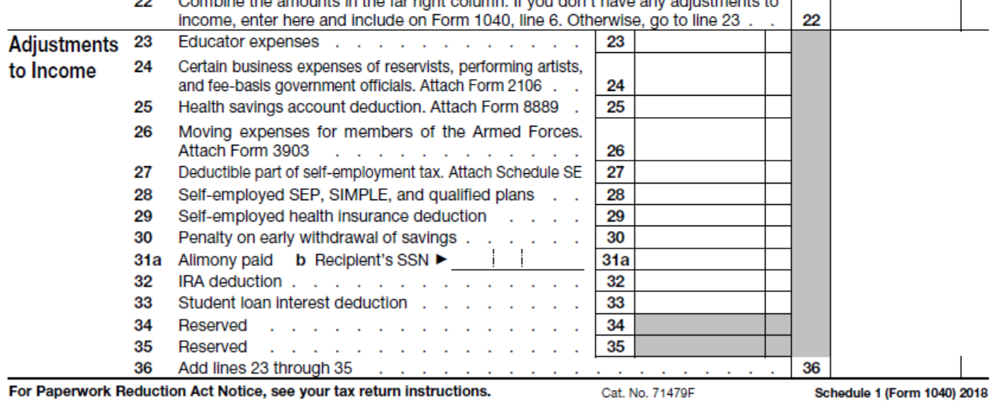 22 Combine the amounts in the far right column. If you don't have any adjustments to
income, enter here and include on Form 1040, line 6. Otherwise, go to line 23 . . 22
Adjustments to Income
23 Educator expenses . . . . . . . . . . . . 23
24 Certain business expenses of reservists, performing artists,
and fee-basis government officials. Attach Form 2106 . . 24
25 Health savings account deduction. Attach Form 8889 . 25
26 Moving expenses for members of the Armed Forces.
Attach Form 3903 . . . . . . . . . . . . 26
27 Deductible part of self-employment tax. Attach Schedule SE 27
28 Self-employed SEP, SIMPLE, and qualified plans . . 28
29 Self-employed health insurance deduction . . . . 29
30 Penalty on early withdrawal of savings . . . . . . 30
31a Alimony paid b Recipient's SSN ▶ 31a
32 IRA deduction . . . . . . . . . . . . . . 32
33 Student loan interest deduction . . . . . . . . 33
34 Reserved . . . . . . . . . . . . . . . 34
35 Reserved . . . . . . . . . . . . . . . 35
36 Add lines 23 through 35 . . . . . . . . . . . . . . . . . . . 36
For Paperwork Reduction Act Notice, see your tax return instructions. Cat. No. 71479F Schedule 1 (Form 1040) 2018